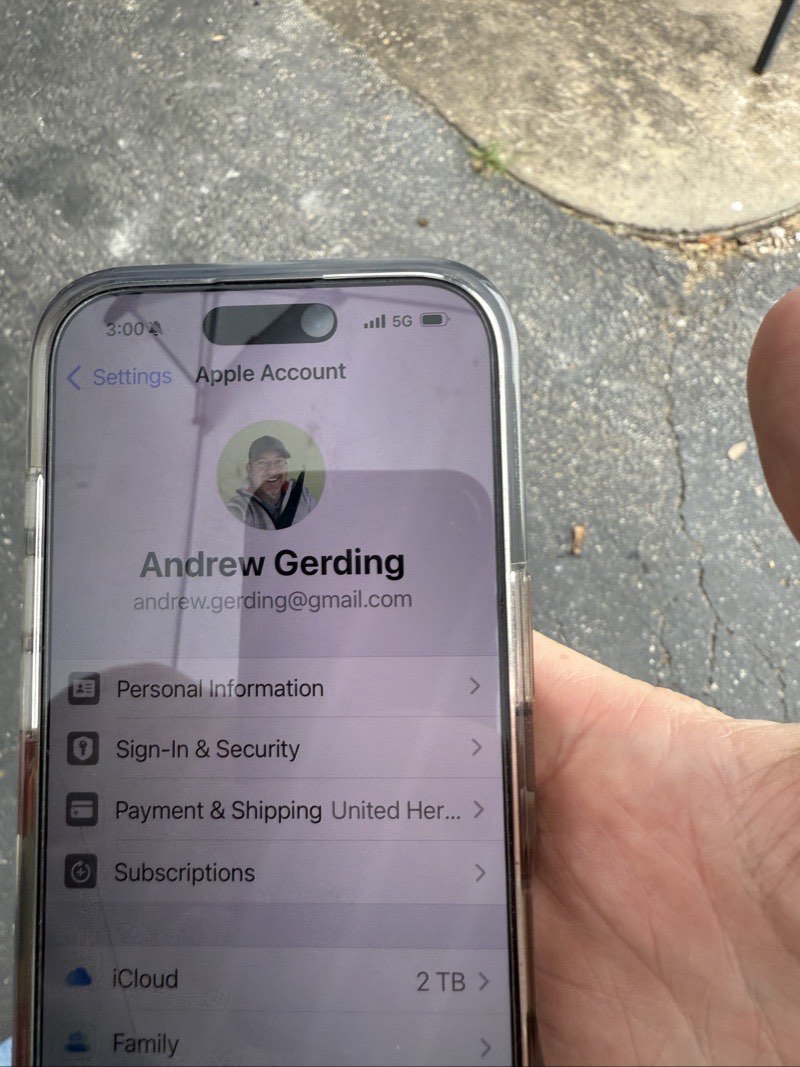 3:00 5G
Settings Apple Account
Andrew Gerding
andrew.gerding@gmail.com
Personal Information
Sign-In & Security
Payment & Shipping United Her...
Subscriptions
iCloud 2 TB
Family